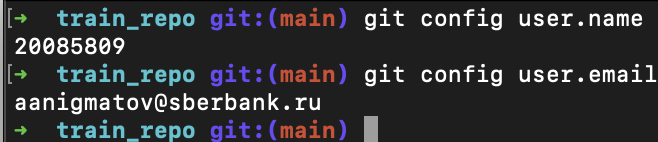 [➜  train_repo git:(main) git config user.name
20085809
[➜  train_repo git:(main) git config user.email
aanigmatov@sberbank.ru
➜  train_repo git:(main)